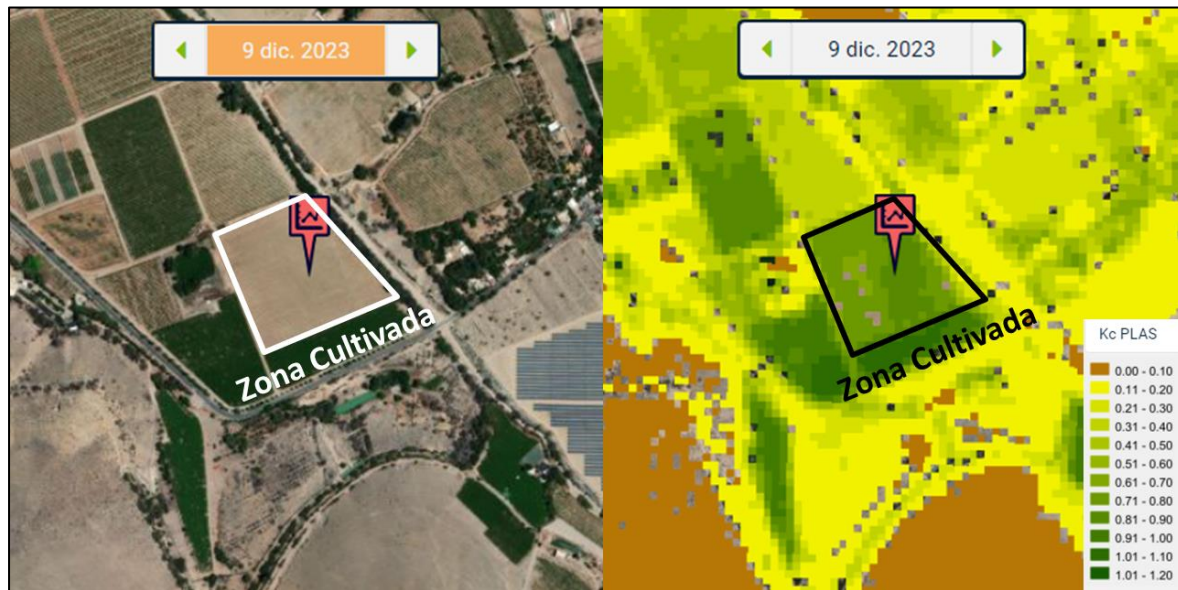 9 dic. 2023
Zona Cultivada
9 dic. 2023
Zona Cultivada
Kc PLAS
0.00 - 0.10
0.11 - 0.20
0.21 - 0.30
0.31 - 0.40
0.41 - 0.50
0.51 - 0.60
0.61 - 0.70
0.71 - 0.80
0.81 - 0.90
0.91 - 1.00
1.01 - 1.10
1.01 - 1.20